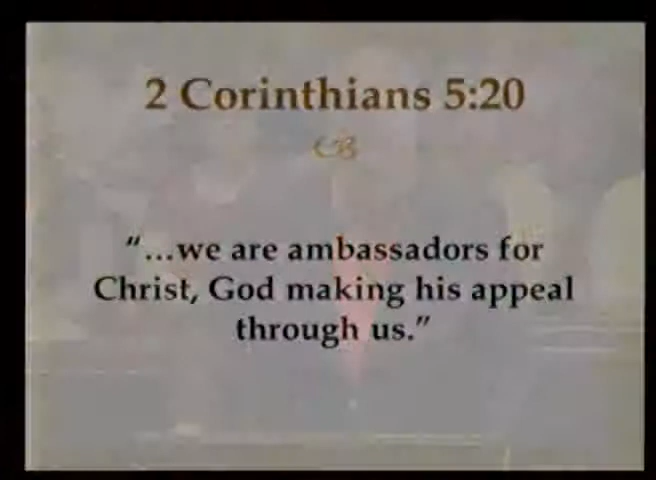 2 Corinthians 5:20
"...we are ambassadors for
Christ, God making his appeal
through us."